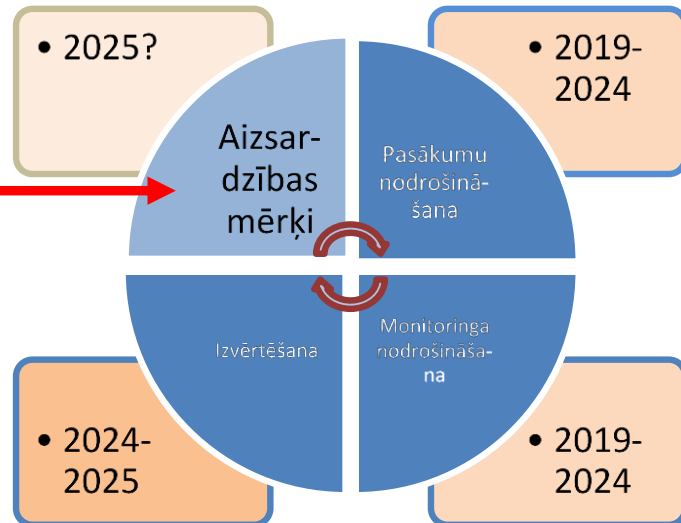 • 2025?
• 2019-
2024
Aizsar-
dzības
mērķi
Pasākumu
nodrošinā-
šana
Izvērtēšana
Monitoringa
nodrošināša-
na
• 2024-
2025
• 2019-
2024